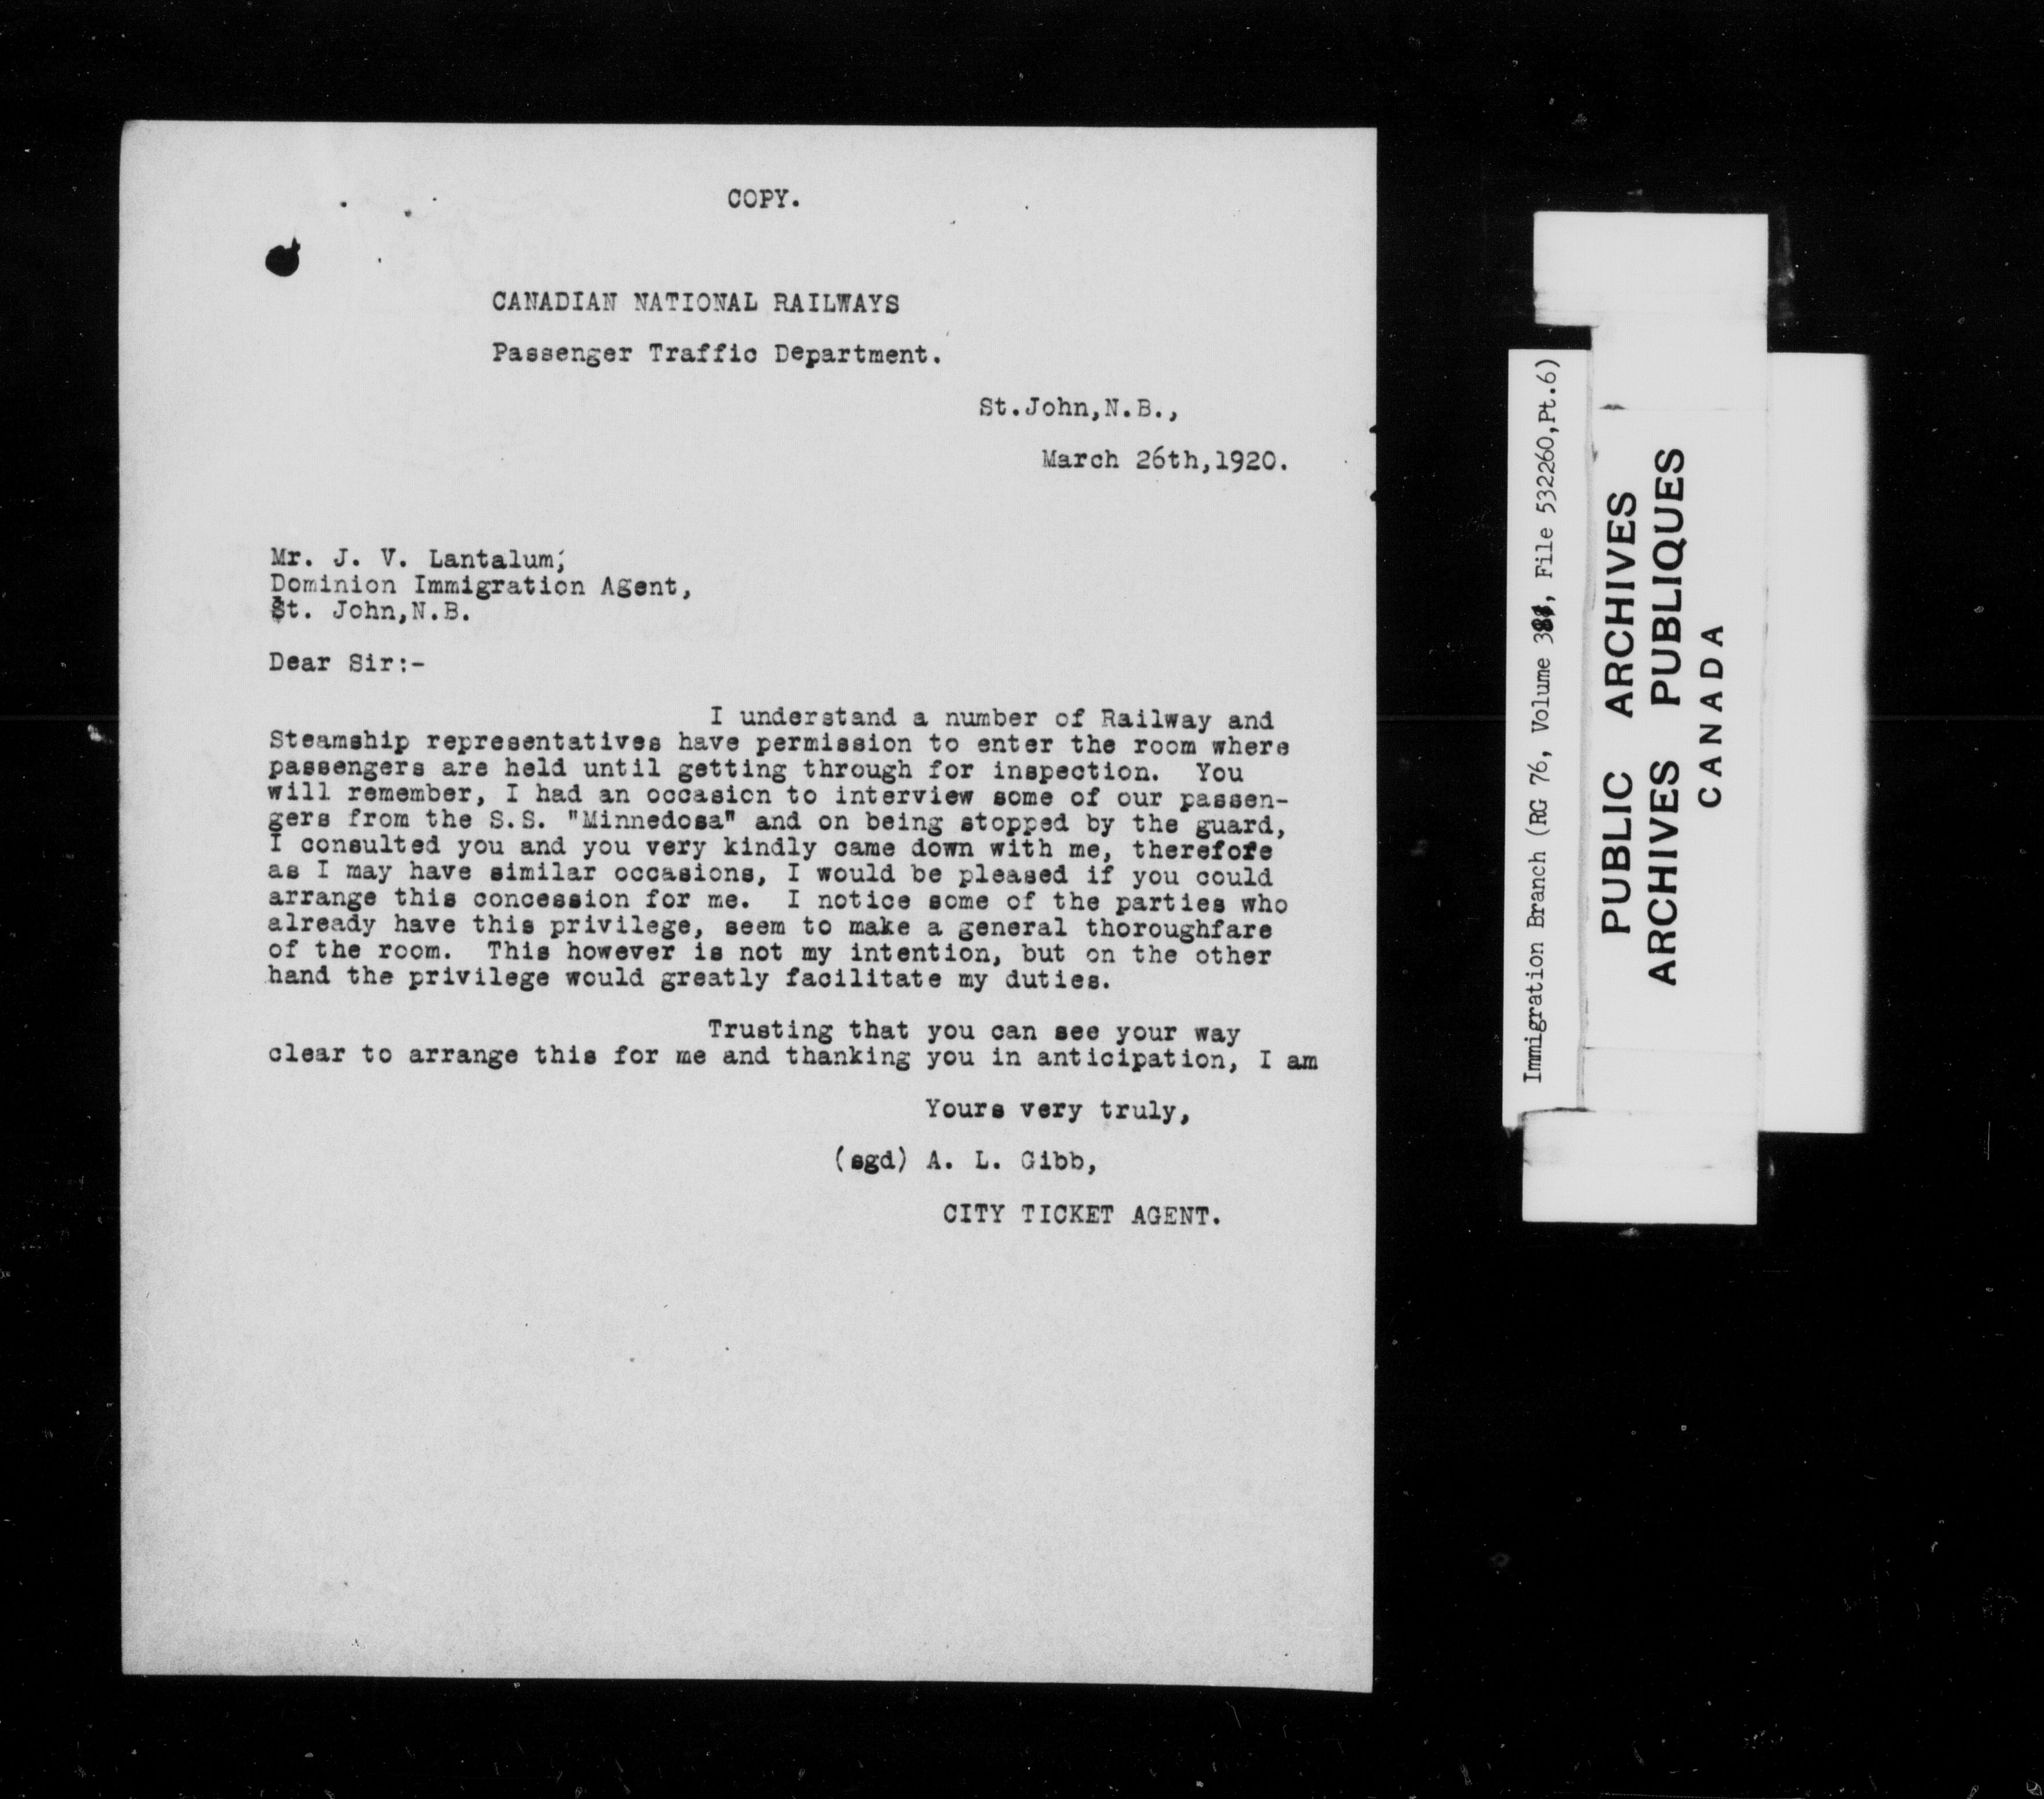 COPY.
CANADIAN NATIONAL RAILWAYS
Passenger Traffic Department.
St.John,N.B.,
March 26th,1920.
Mr. J. V. Lantalum,
Dominion Immigration Agent,
St. John,N.B.
Dear Sir:-
I understand a number of Railway and
Steamship representatives have permission to enter the room where
passengers are held until getting through for inspection. You
will remember, I had an occasion to interview some of our passen-
gers from the S.S. "Minnedosa" and on being stopped by the guard,
I consulted you and you very kindly came down with me, therefore
as I may have similar occasions, I would be pleased if you could
arrange this concession for me. I notice some of the parties who
already have this privilege, seem to make a general thoroughfare
of the room. This however is not my intention, but on the other
hand the privilege would greatly facilitate my duties.
Trusting that you can see your way
clear to arrange this for me and thanking you in anticipation, I am
Yours very truly,
(sgd) A. L. Gibb,
CITY TICKET AGENT.
Immigration Branch (RG 76, Volume , File 532260,Pt.6)
PUBLIC ARCHIVES
ARCHIVES PUBLIQUES
CANADA